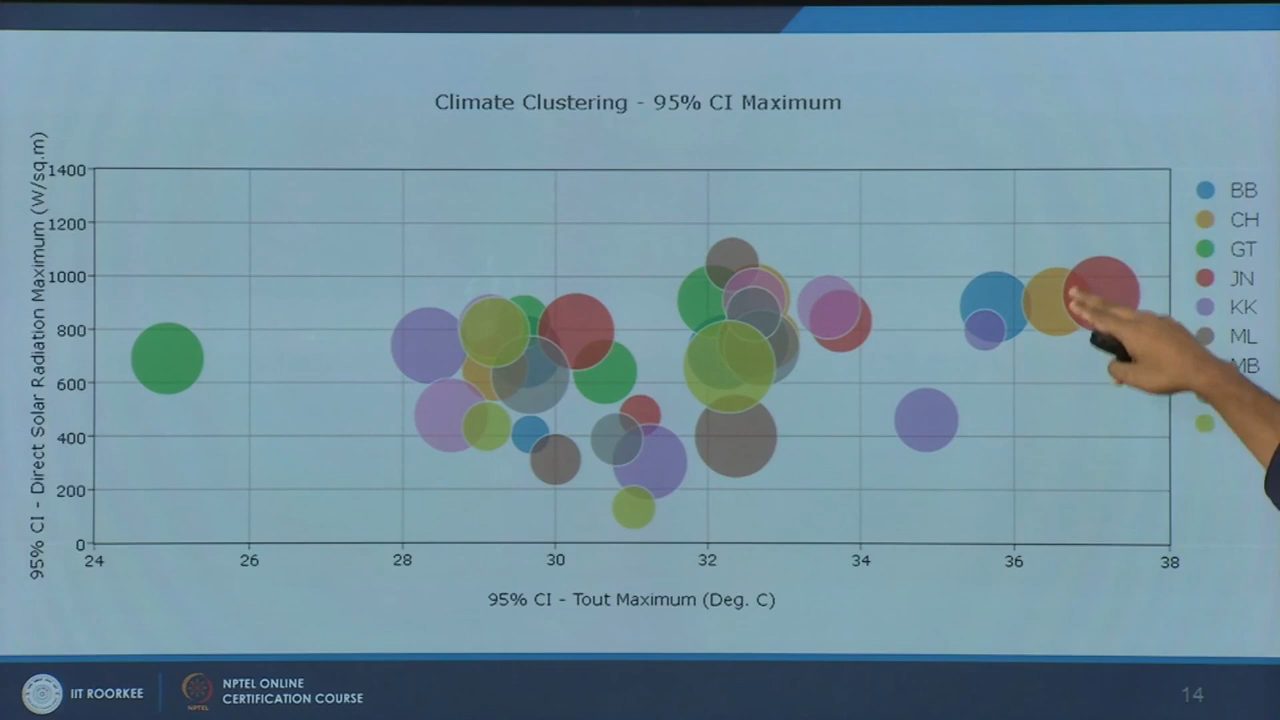 Climate Clustering - 95% CI Maximum
95% CI - Direct Solar Radiation Maximum (W/sq.m)
1400
1200
1000
800
600
400
200
0
24
26
28
30
32
34
36
38
95% CI - Tout Maximum (Deg. C)
BB
CH
GT
JN
KK
ML
MB
IIT ROORKEE
NPTEL
NPTEL ONLINE
CERTIFICATION COURSE
14